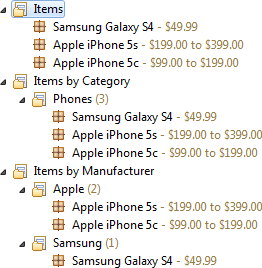 Items
Samsung Galaxy S4 - $49.99
Apple iPhone 5s - $199.00 to $399.00
Apple iPhone 5c - $99.00 to $199.00
Items by Category
Phones (3)
Samsung Galaxy S4 - $49.99
Apple iPhone 5s - $199.00 to $399.00
Apple iPhone 5c - $99.00 to $199.00
Items by Manufacturer
Apple (2)
Apple iPhone 5s - $199.00 to $399.00
Apple iPhone 5c - $99.00 to $199.00
Samsung (1)
Samsung Galaxy S4 - $49.99